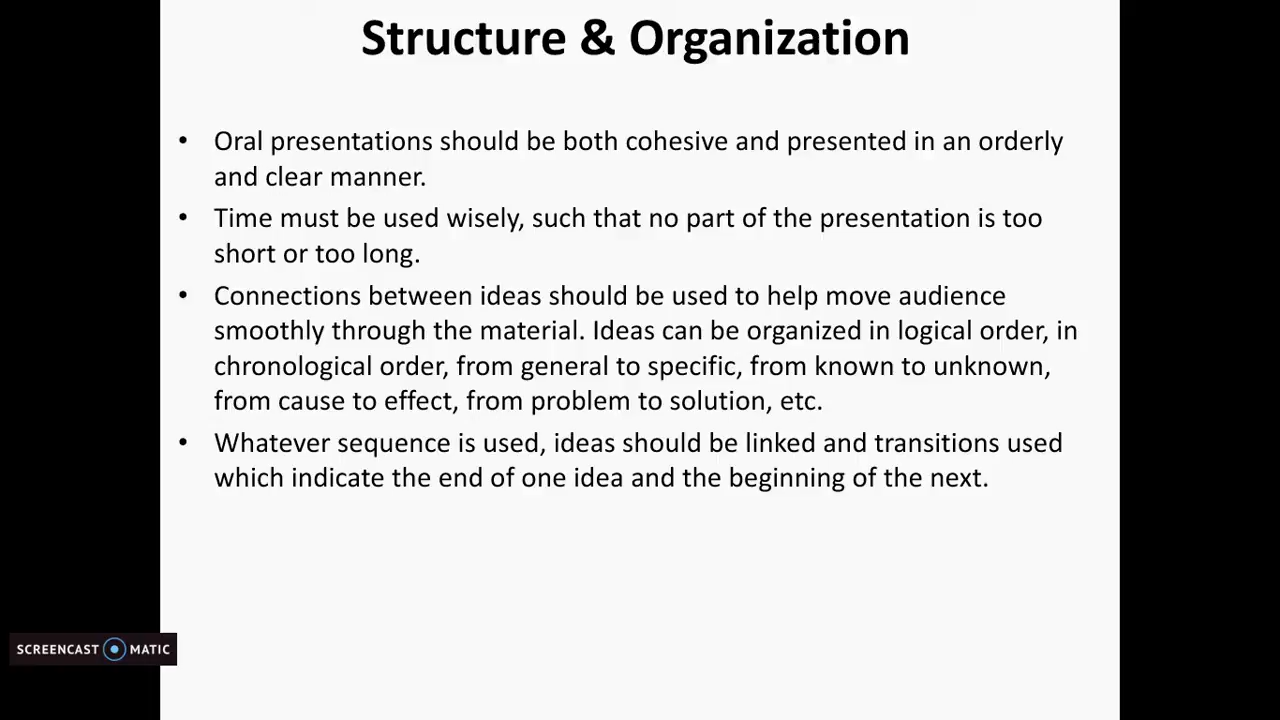 Structure & Organization
• Oral presentations should be both cohesive and presented in an orderly
and clear manner.
• Time must be used wisely, such that no part of the presentation is too
short or too long.
• Connections between ideas should be used to help move audience
smoothly through the material. Ideas can be organized in logical order, in
chronological order, from general to specific, from known to unknown,
from cause to effect, from problem to solution, etc.
• Whatever sequence is used, ideas should be linked and transitions used
which indicate the end of one idea and the beginning of the next.
SCREENCAST MATIC